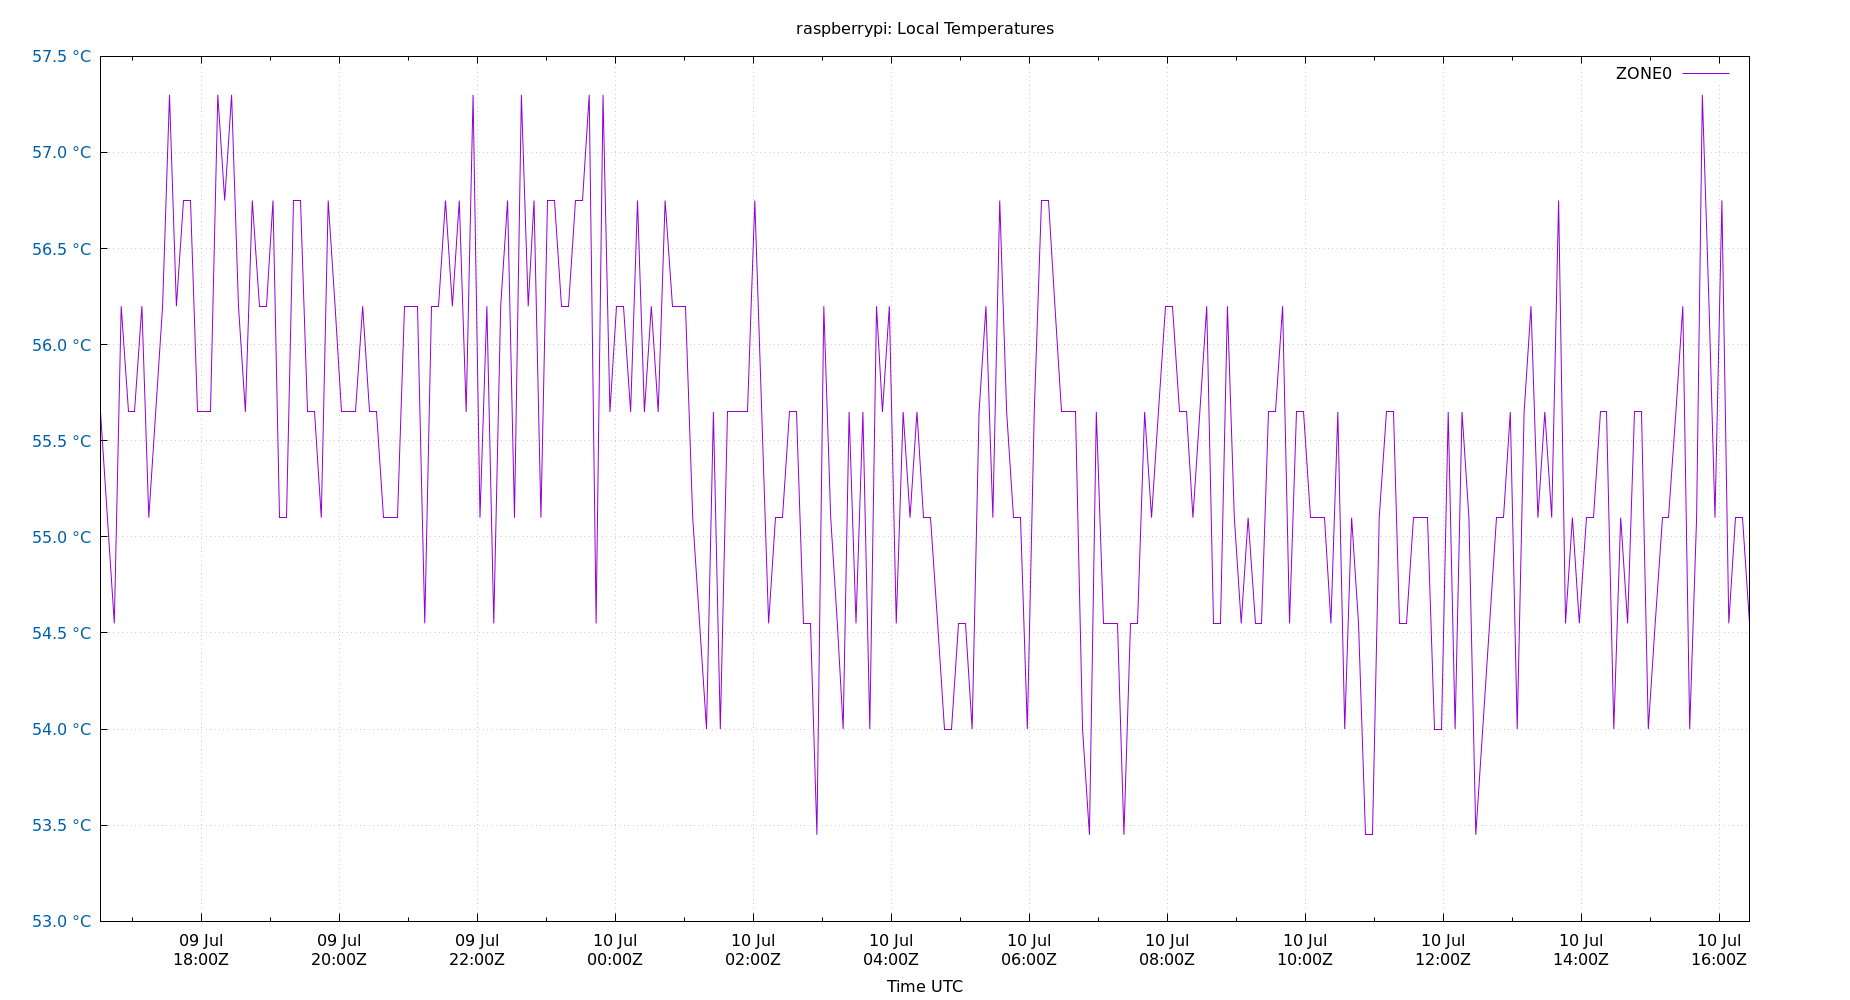 raspberrypi: Local Temperatures
57.5 °C
ZONE0
57.0 °C
56.5 °C
56.0 °C
55.5 °C
55.0 °C
54.5 °C
54.0 °C
53.5 °C
53.0 °C
09 Jul 09 Jul 09 Jul 10 Jul 10 Jul 10 Jul 10 Jul 10 Jul 10 Jul 10 Jul 10 Jul 10 Jul
18:00Z 20:00Z 22:00Z 00:00Z 02:00Z 04:00Z 06:00Z 08:00Z 10:00Z 12:00Z 14:00Z 16:00Z
Time UTC